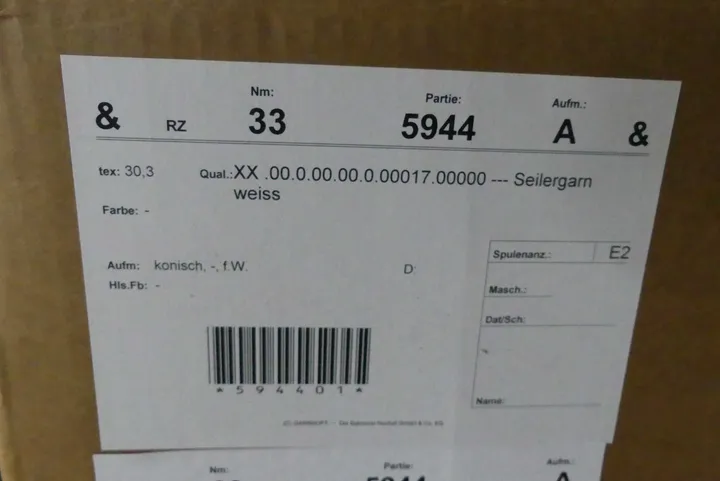 Nm: Partie: Aufm.:
& RZ 33 5944 A &
tex: 30,3 Qual.:XX .00.0.00.00.0.00017.00000 --- Seilergarn
weiss
Farbe: -
Spulenanz.: E2
Aufm: konisch, -, f.W. D:
Hls.Fb: -
Masch.:
Dat/Sch:
*594401*
Name:
Nm: Partie: Aufm.:
5944 A